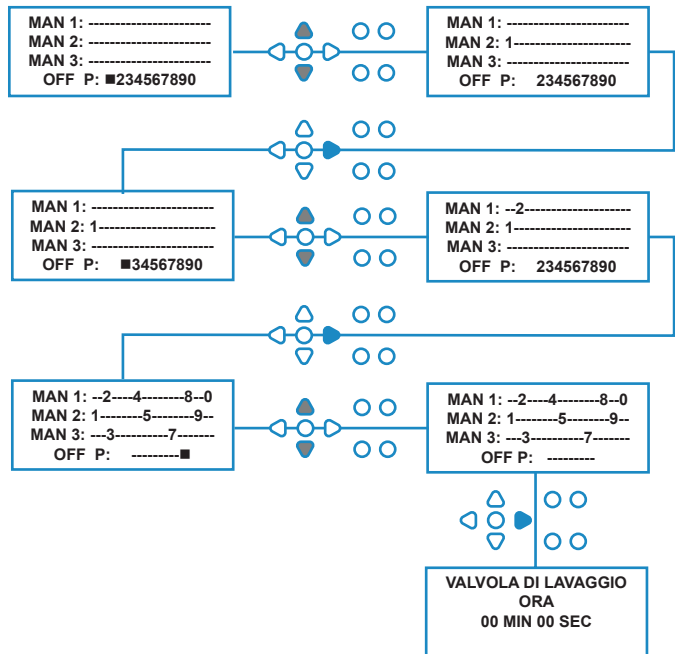 MAN 1: -----------------------
MAN 2: -----------------------
MAN 3: -----------------------
OFF P: ■234567890
MAN 1: -----------------------
MAN 2: 1----------------------
MAN 3: -----------------------
OFF P: 234567890
MAN 1: -----------------------
MAN 2: 1----------------------
MAN 3: -----------------------
OFF P: ■34567890
MAN 1: --2--------------------
MAN 2: 1----------------------
MAN 3: -----------------------
OFF P: 234567890
MAN 1: --2----4--------8--0
MAN 2: 1--------5--------9--
MAN 3: ---3----------7-------
OFF P: ---------■
MAN 1: --2----4--------8--0
MAN 2: 1--------5--------9--
MAN 3: ---3----------7-------
OFF P: ---------
VALVOLA DI LAVAGGIO
ORA
00 MIN 00 SEC